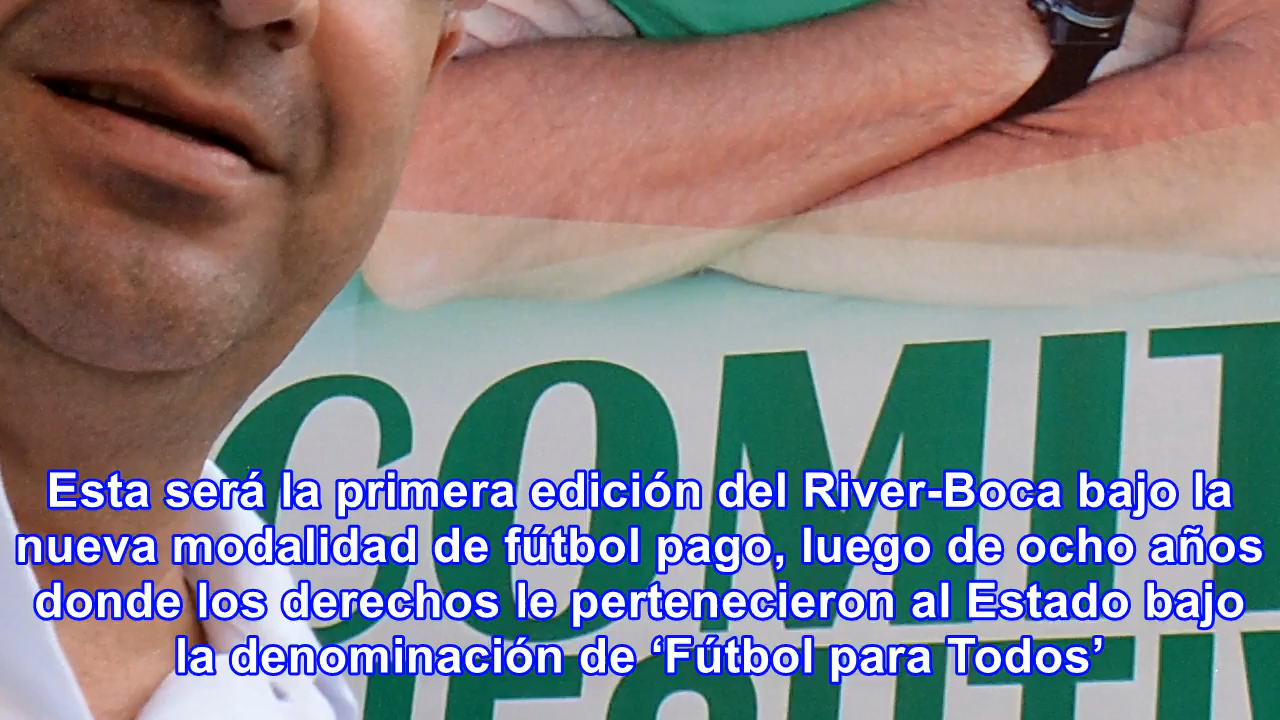 COMIT
Esta será la primera edición del River-Boca bajo la
nueva modalidad de fútbol pago, luego de ocho años
donde los derechos le pertenecieron al Estado bajo
la denominación de ‘Fútbol para Todos’